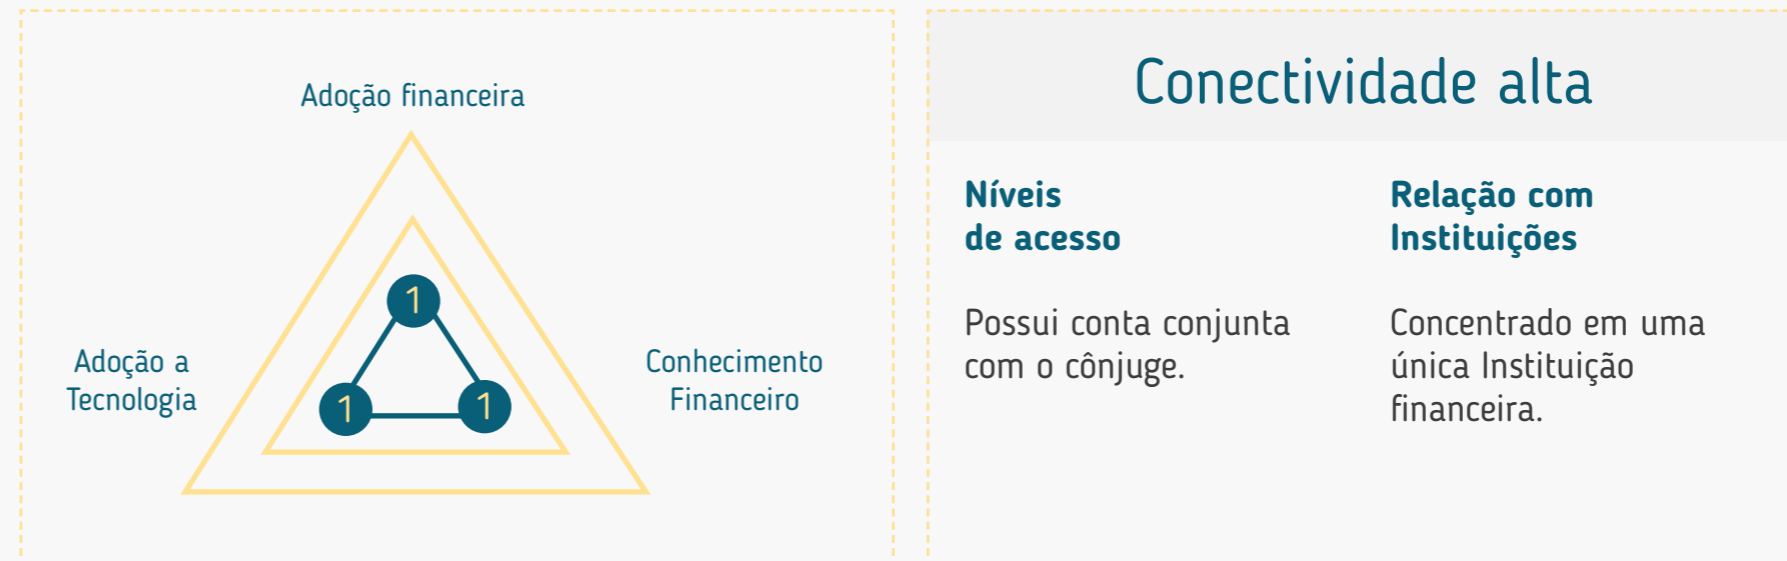 Adoção financeira
1
Adoção a
Tecnologia
1
1
Conhecimento
Financeiro
Conectividade alta
Níveis
de acesso
Possui conta conjunta
com o cônjuge.
Relação com
Instituições
Concentrado em uma
única Instituição
financeira.